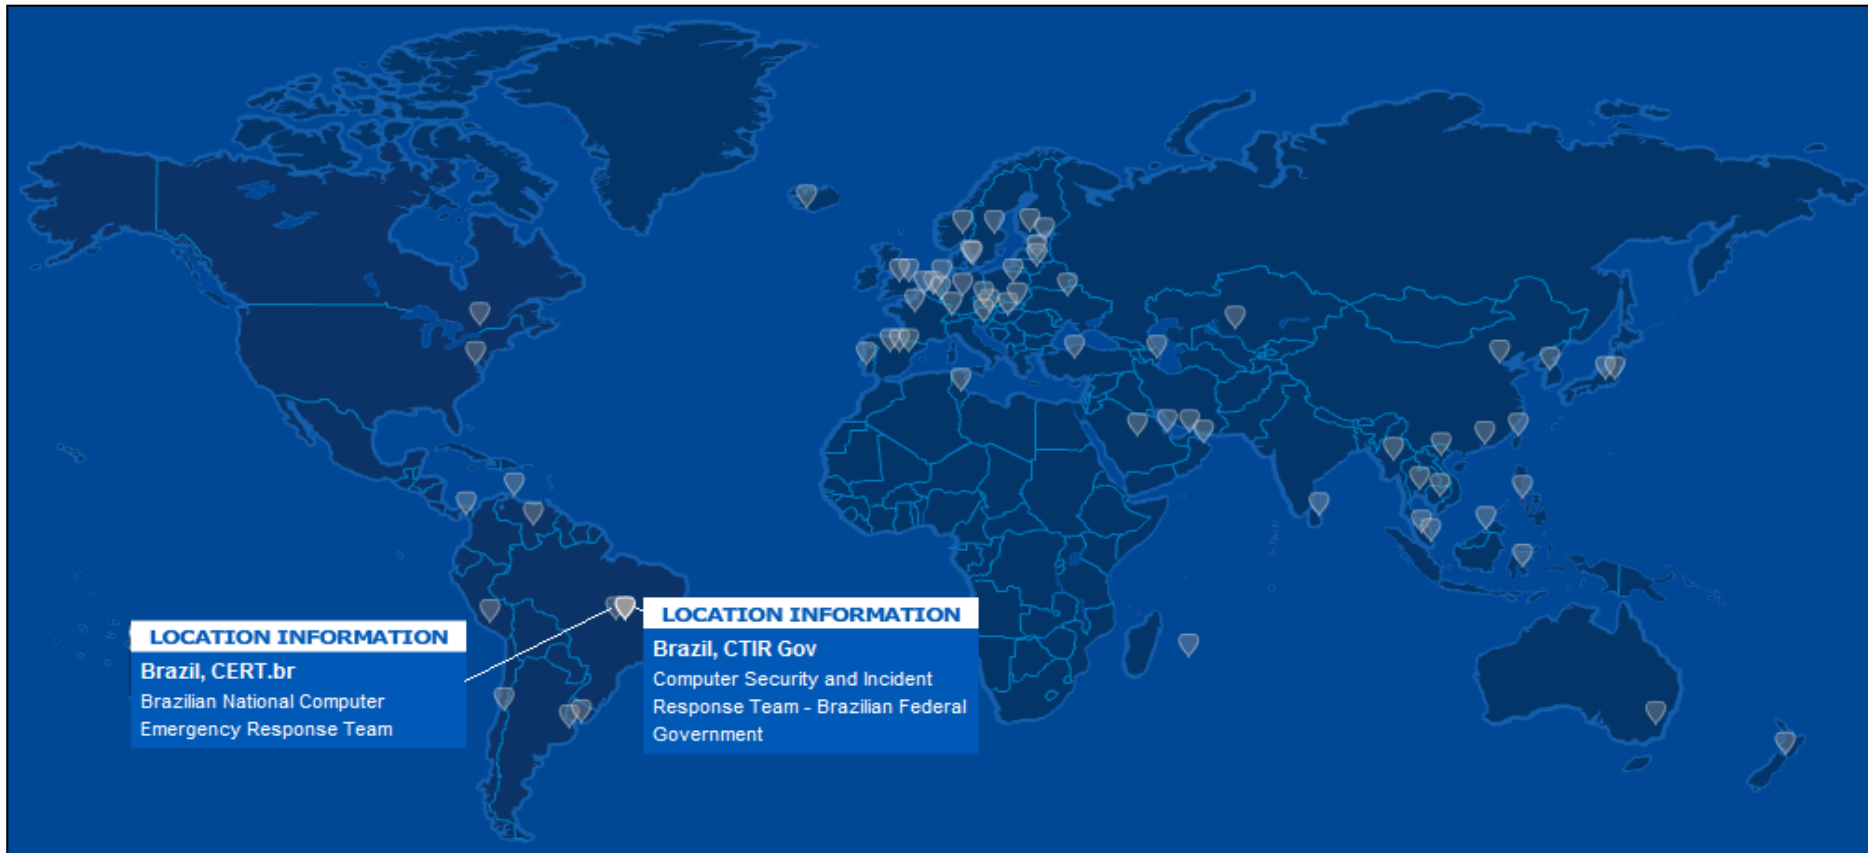 LOCATION INFORMATION
Brazil, CERT.br
Brazilian National Computer
Emergency Response Team
LOCATION INFORMATION
Brazil, CTIR Gov
Computer Security and Incident
Response Team - Brazilian Federal
Government